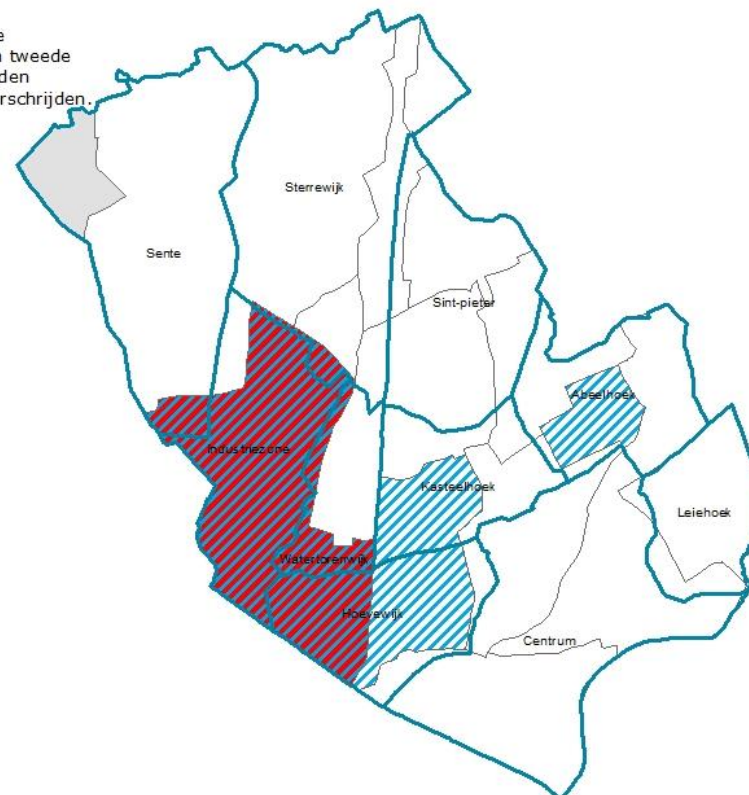 e
n tweede
den
rschrijden.
Sterrewijk
Sente
Sint-pieter
Abeelhoek
Industriezone
Kasteelhoek
Leiehoek
Watertorenwijk
Hoevewijk
Centrum